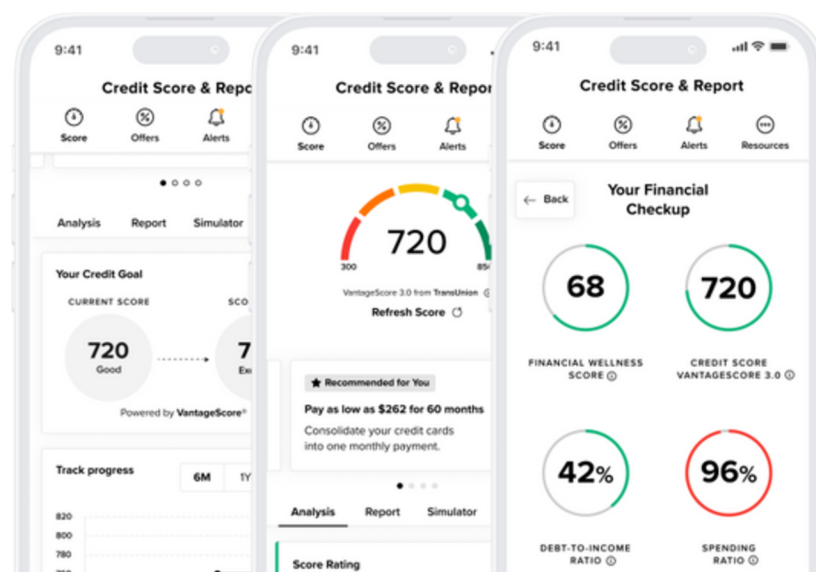 9:41
Credit Score & Repo
Score
Offers
Alerts
Analysis
Report
Simulator
Your Credit Goal
CURRENT SCORE
SCO
720
Good
7
Ex
Powered by VantageScore®
Track progress
6M
1Y
820
800
780
760
9:41
Credit Score & Repor
Score
Offers
Alerts
720
300
850
VantageScore 3.0 from TransUnion
Refresh Score
Recommended for You
Pay as low as $262 for 60 months
Consolidate your credit cards
into one monthly payment.
Analysis
Report
Simulator
Score Rating
9:41
Credit Score & Report
Score
Offers
Alerts
Resources
Back
Your Financial
Checkup
68
720
FINANCIAL WELLNESS
SCORE
CREDIT SCORE
VANTAGESCORE 3.0
42%
96%
DEBT-TO-INCOME
RATIO
SPENDING
RATIO